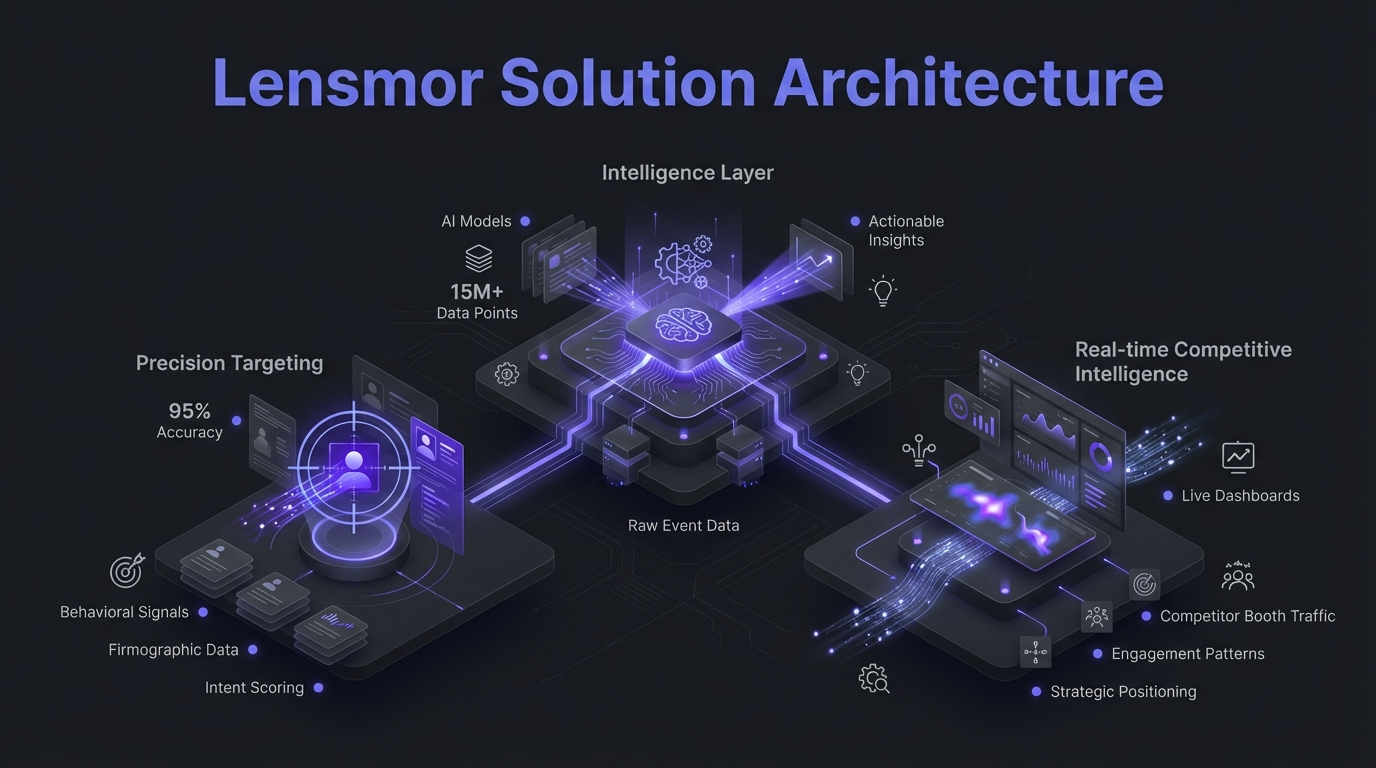 Lensmor Solution Architecture
Intelligence Layer
AI Models
15M+
Data Points
Actionable
Insights
Raw Event Data
Precision Targeting
95%
Accuracy
Behavioral Signals
Firmographic Data
Intent Scoring
Real-time Competitive
Intelligence
Live Dashboards
Competitor Booth Traffic
Engagement Patterns
Strategic Positioning